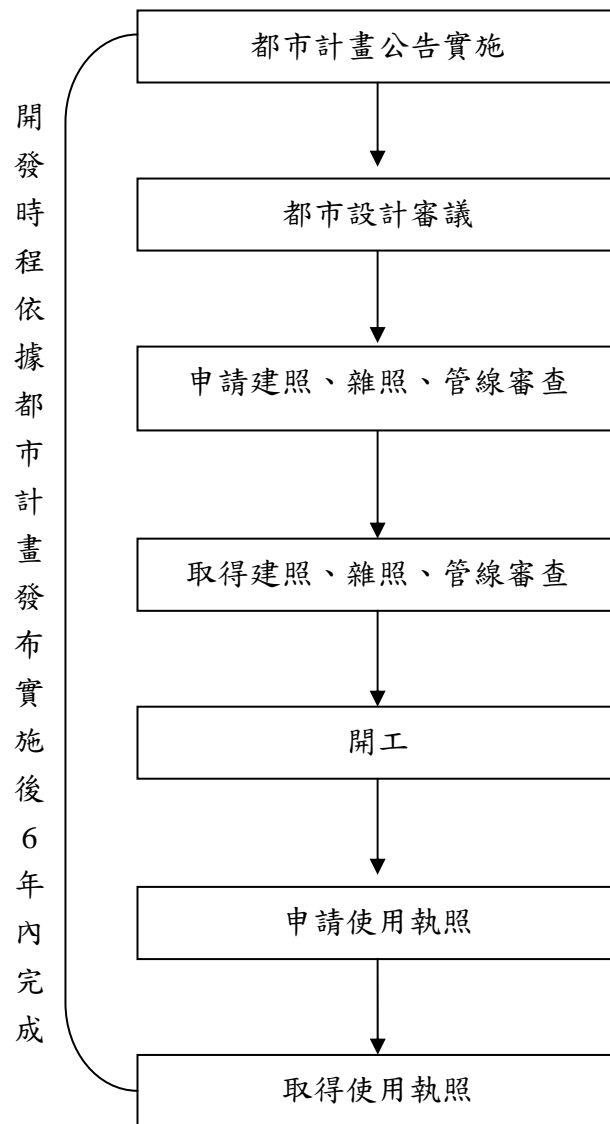 都市計畫公告實施
都市設計審議
申請建照、雜照、管線審查
取得建照、雜照、管線審查
開工
申請使用執照
取得使用執照
開發時程依據都市計畫發布實施後6年內完成